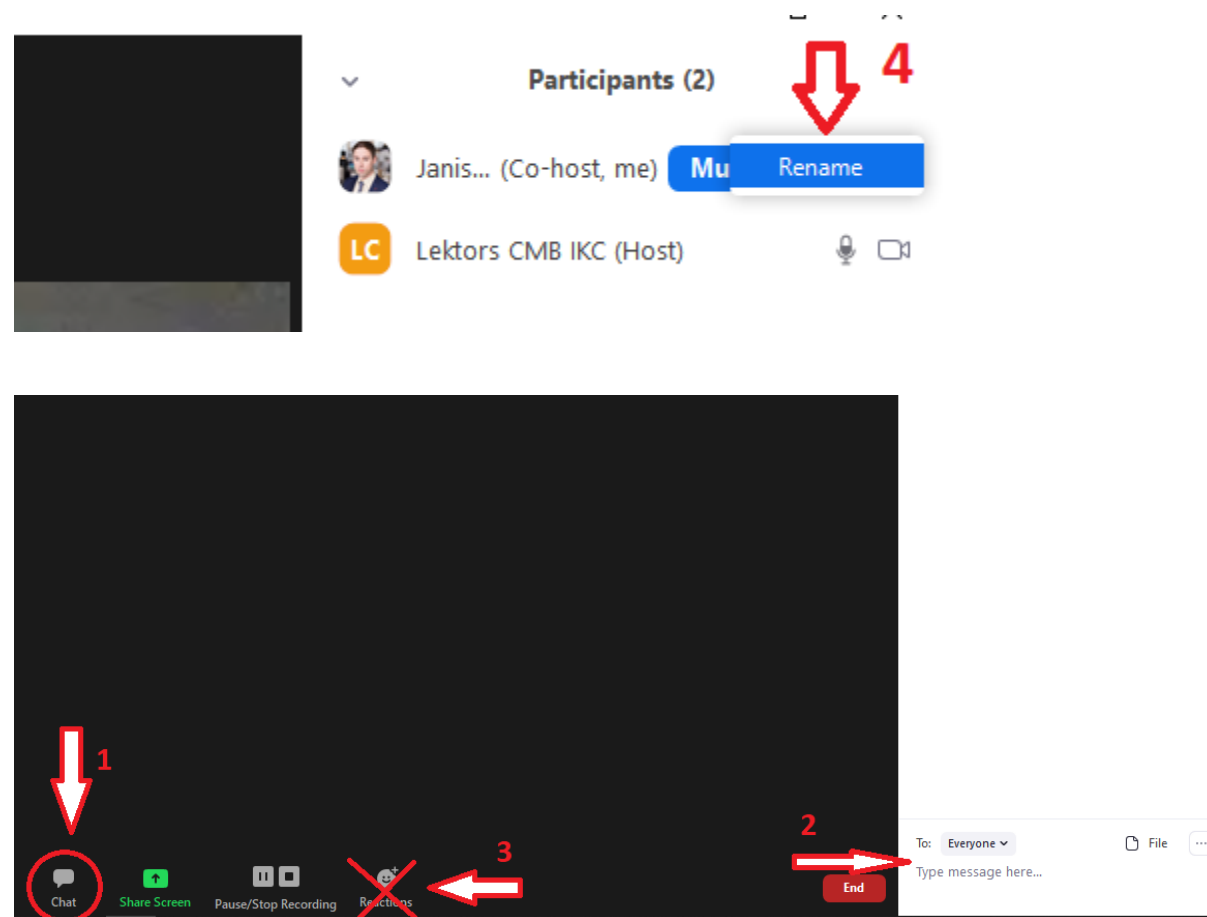 4
Participants (2)
Janis... (Co-host, me) Mu Rename
LC Lektors CMB IKC (Host)
1
2
3
To: Everyone File ...
Type message here...
End
Chat Share Screen Pause/Stop Recording Reactions